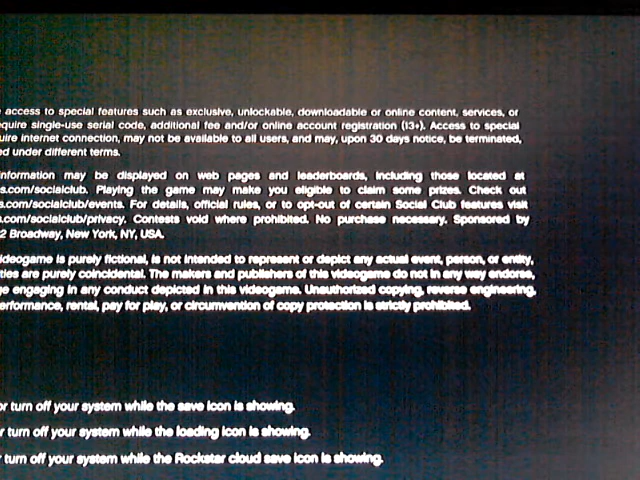 access to special features such as exclusive, unlockable, downloadable or online content, services, or
equire single-use serial code, additional fee and/or online account registration (13+). Access to special
uire internet connection, may not be available to all users, and may, upon 30 days notice, be terminated,
ed under different terms.
information may be displayed on web pages and leaderboards, including those located at
s.com/socialclub. Playing the game may make you eligible to claim some prizes. Check out
s.com/socialclub/events. For details, official rules, or to opt-out of certain Social Club features visit
s.com/socialclub/privacy. Contests void where prohibited. No purchase necessary. Sponsored by
2 Broadway, New York, NY, USA.
ideogame is purely fictional, is not intended to represent or depict any actual event, person, or entity,
ties are purely coincidental. The makers and publishers of this videogame do not in any way endorse,
ge engaging in any conduct depicted in this videogame. Unauthorized copying, reverse engineering,
erformance, rental, pay for play, or circumvention of copy protection is strictly prohibited.
or turn off your system while the save icon is showing.
r turn off your system while the loading icon is showing.
r turn off your system while the Rockstar cloud save icon is showing.